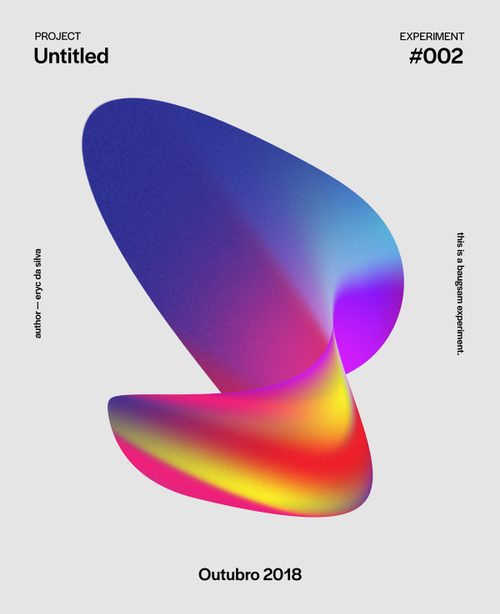 PROJECT
Untitled
EXPERIMENT
#002
author — eryc da silva
this is a baugsam experiment.
Outubro 2018